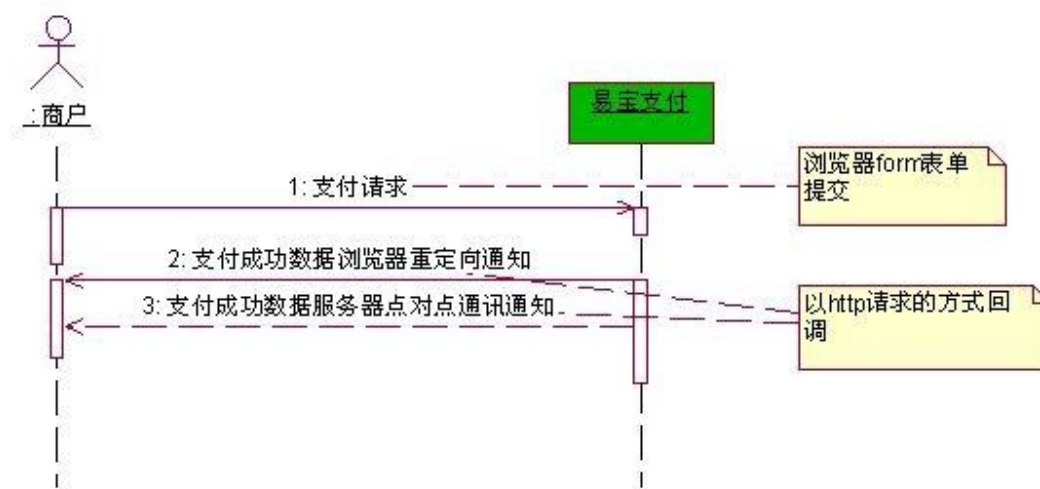 :商户
易宝支付
浏览器form表单
提交
1: 支付请求
2: 支付成功数据浏览器重定向通知
3: 支付成功数据服务器点对点通讯通知
以http请求的方式回
调